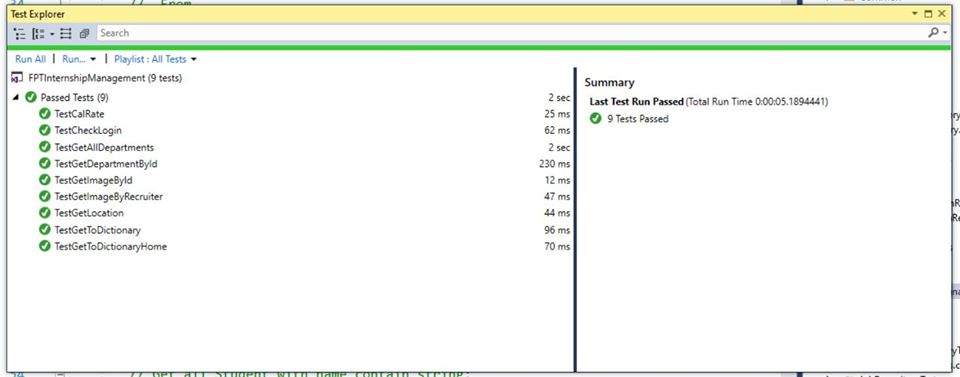 // From
Test Explorer
Search
Run All | Run... | Playlist : All Tests
FPTInternshipManagement (9 tests)
Passed Tests (9) 2 sec
TestCalRate 25 ms
TestCheckLogin 62 ms
TestGetAllDepartments 2 sec
TestGetDepartmentById 230 ms
TestGetImageById 12 ms
TestGetImageByRecruiter 47 ms
TestGetLocation 44 ms
TestGetToDictionary 96 ms
TestGetToDictionaryHome 70 ms
Summary
Last Test Run Passed (Total Run Time 0:00:05.1894441)
9 Tests Passed
// Get all Student with name contain string.